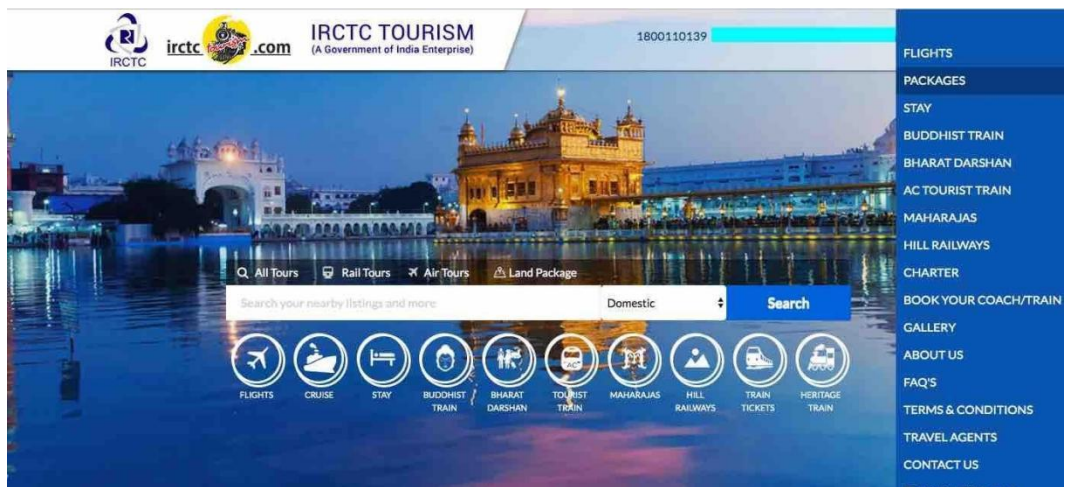 IRCTC
irctc tourism .com
IRCTC TOURISM
(A Government of India Enterprise)
1800110139
All Tours Rail Tours Air Tours Land Package
Search your nearby listings and more Domestic Search
FLIGHTS
CRUISE
STAY
BUDDHIST
TRAIN
BHARAT
DARSHAN
AC
TOURIST
TRAIN
MAHARAJAS
HILL
RAILWAYS
TRAIN
TICKETS
HERITAGE
TRAIN
FLIGHTS
PACKAGES
STAY
BUDDHIST TRAIN
BHARAT DARSHAN
AC TOURIST TRAIN
MAHARAJAS
HILL RAILWAYS
CHARTER
BOOK YOUR COACH/TRAIN
GALLERY
ABOUT US
FAQ'S
TERMS & CONDITIONS
TRAVEL AGENTS
CONTACT US